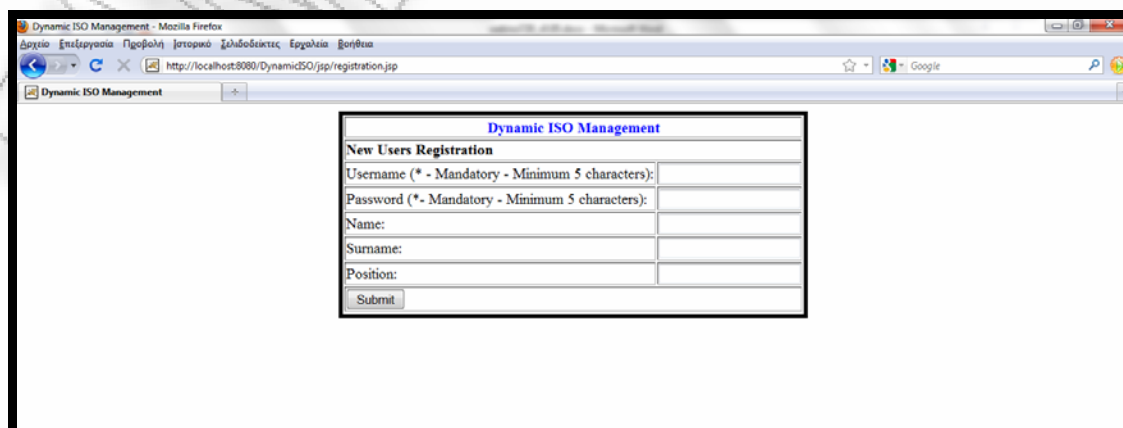 Dynamic ISO Management - Mozilla Firefox
Αρχείο Επεξεργασία Προβολή Ιστορικό Σελιδοδείκτες Εργαλεία Βοήθεια
http://localhost:8080/DynamicISO/jsp/registration.jsp
Google
Dynamic ISO Management
Dynamic ISO Management
New Users Registration
Username (* - Mandatory - Minimum 5 characters):
Password (*- Mandatory - Minimum 5 characters):
Name:
Surname:
Position:
Submit